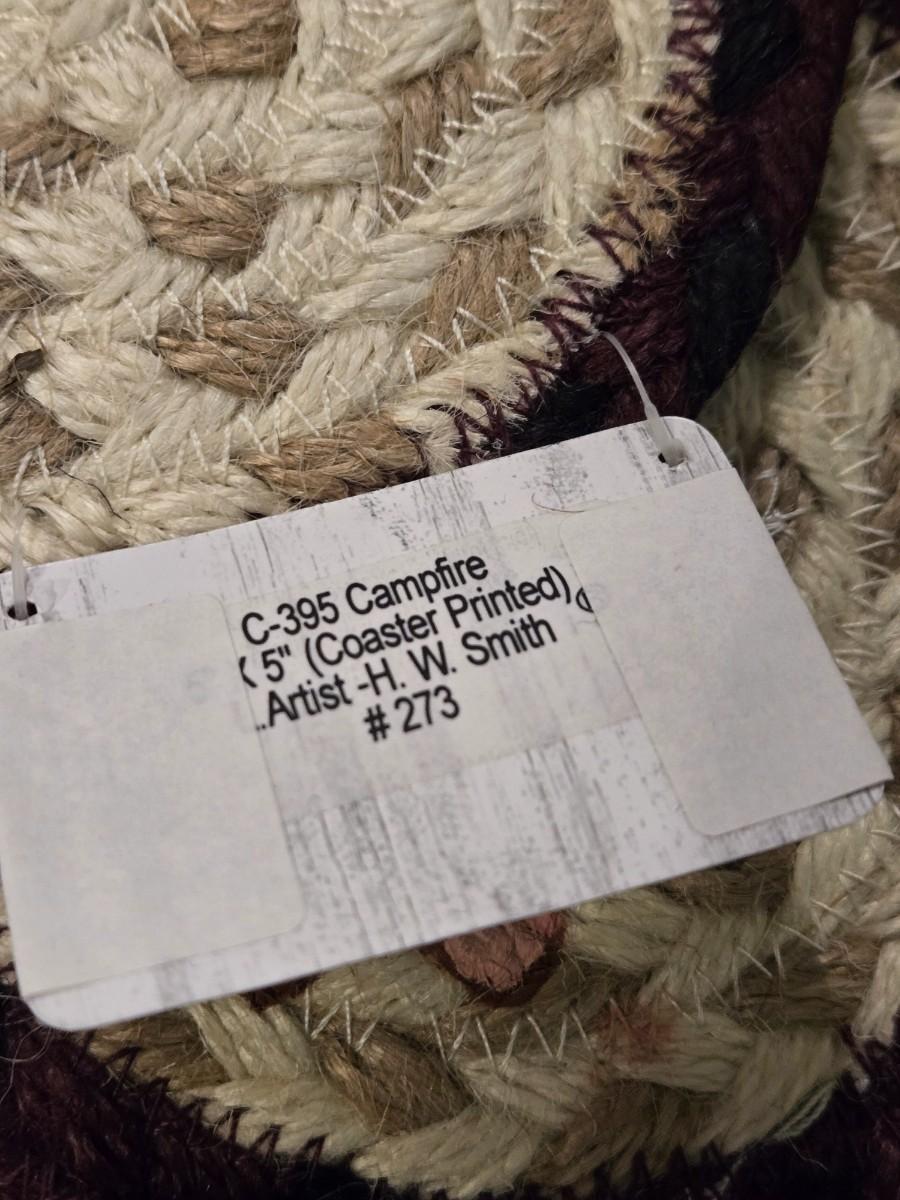 C-395 Campfire
X 5" (Coaster Printed)
.Artist -H. W. Smith
# 273